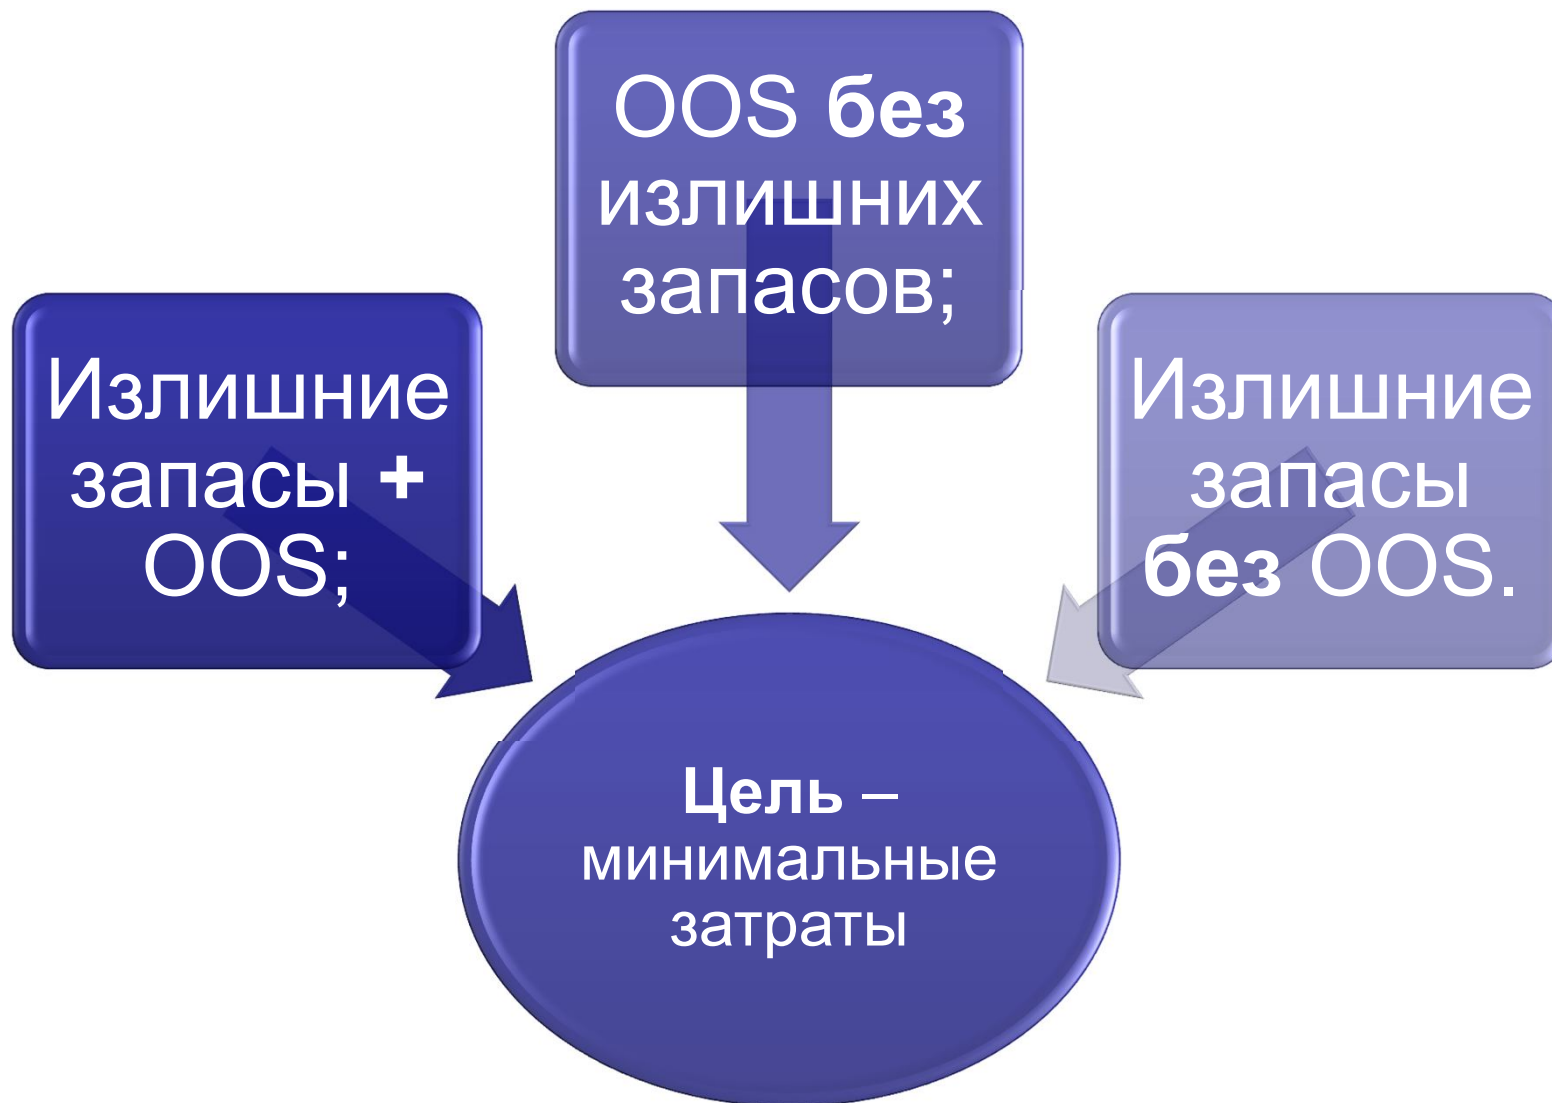 OOS без
излишних
запасов;
Излишние
запасы +
OOS;
Излишние
запасы
без OOS.
Цель –
минимальные
затраты